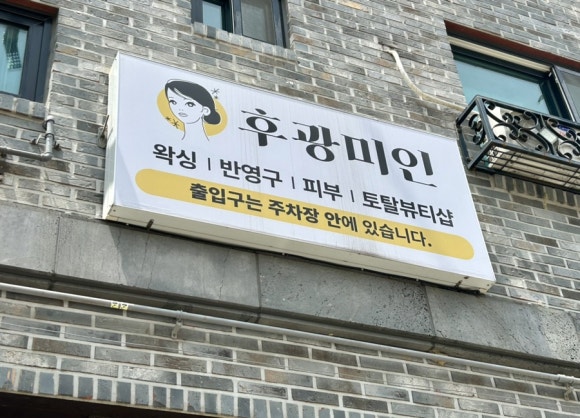 후광미인
왁싱 | 반영구 | 피부 | 토탈뷰티샵
출입구는 주차장 안에 있습니다.